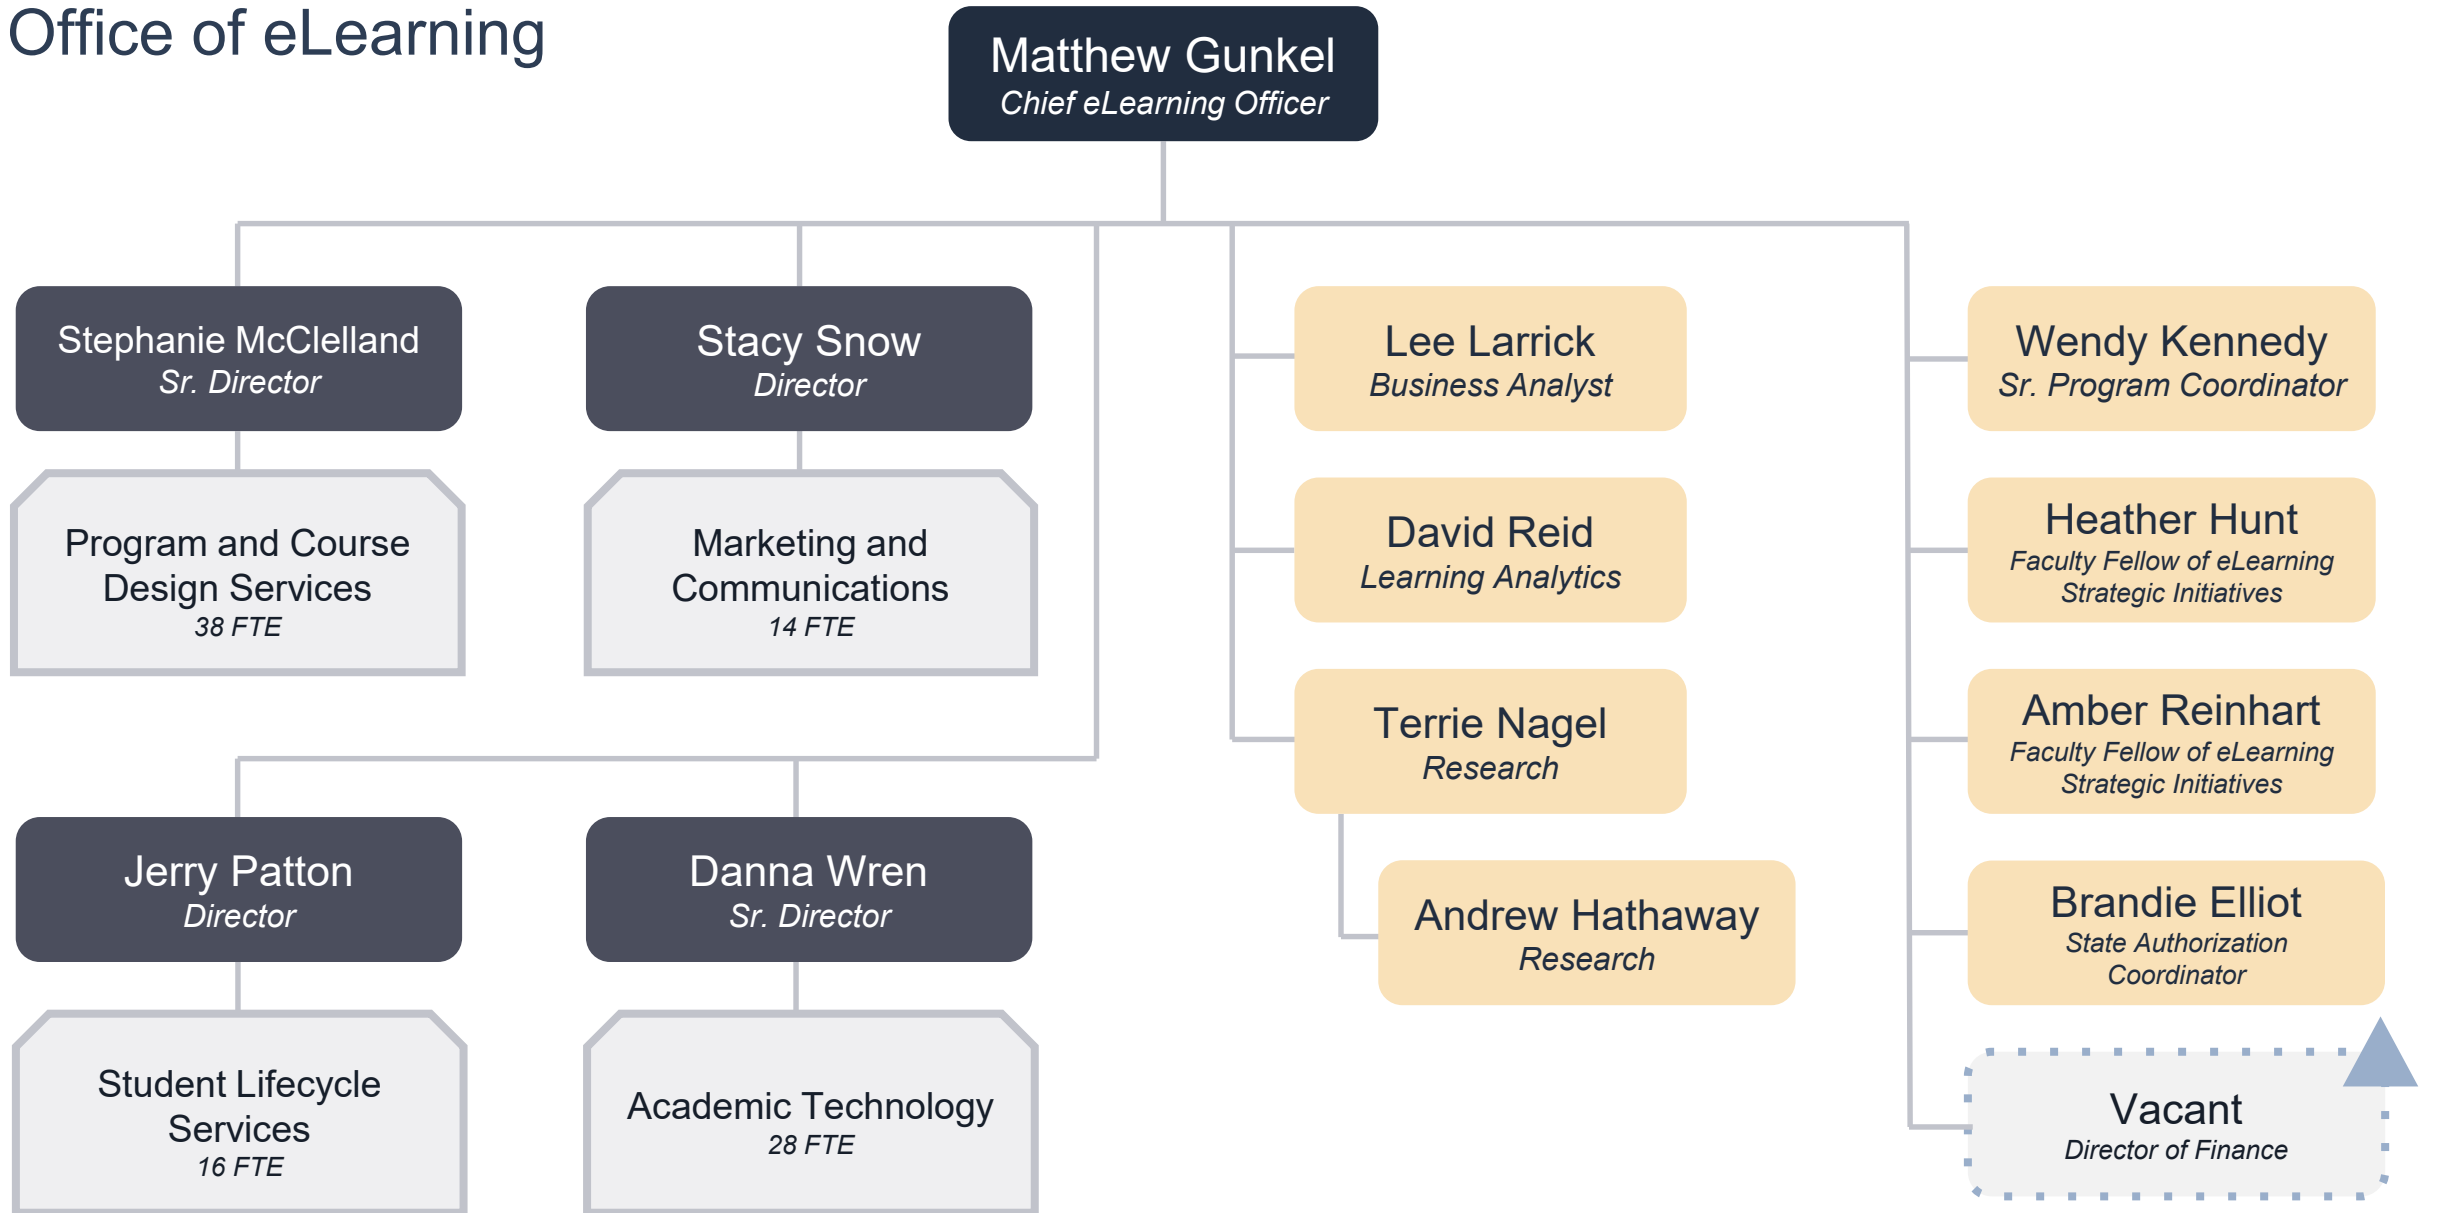 Office of eLearning
Matthew Gunkel
Chief eLearning Officer
Stephanie McClelland
Sr. Director
Program and Course
Design Services
38 FTE
Stacy Snow
Director
Marketing and
Communications
14 FTE
Jerry Patton
Director
Student Lifecycle
Services
16 FTE
Danna Wren
Sr. Director
Academic Technology
28 FTE
Lee Larrick
Business Analyst
David Reid
Learning Analytics
Terrie Nagel
Research
Andrew Hathaway
Research
Wendy Kennedy
Sr. Program Coordinator
Heather Hunt
Faculty Fellow of eLearning
Strategic Initiatives
Amber Reinhart
Faculty Fellow of eLearning
Strategic Initiatives
Brandie Elliot
State Authorization
Coordinator
Vacant
Director of Finance